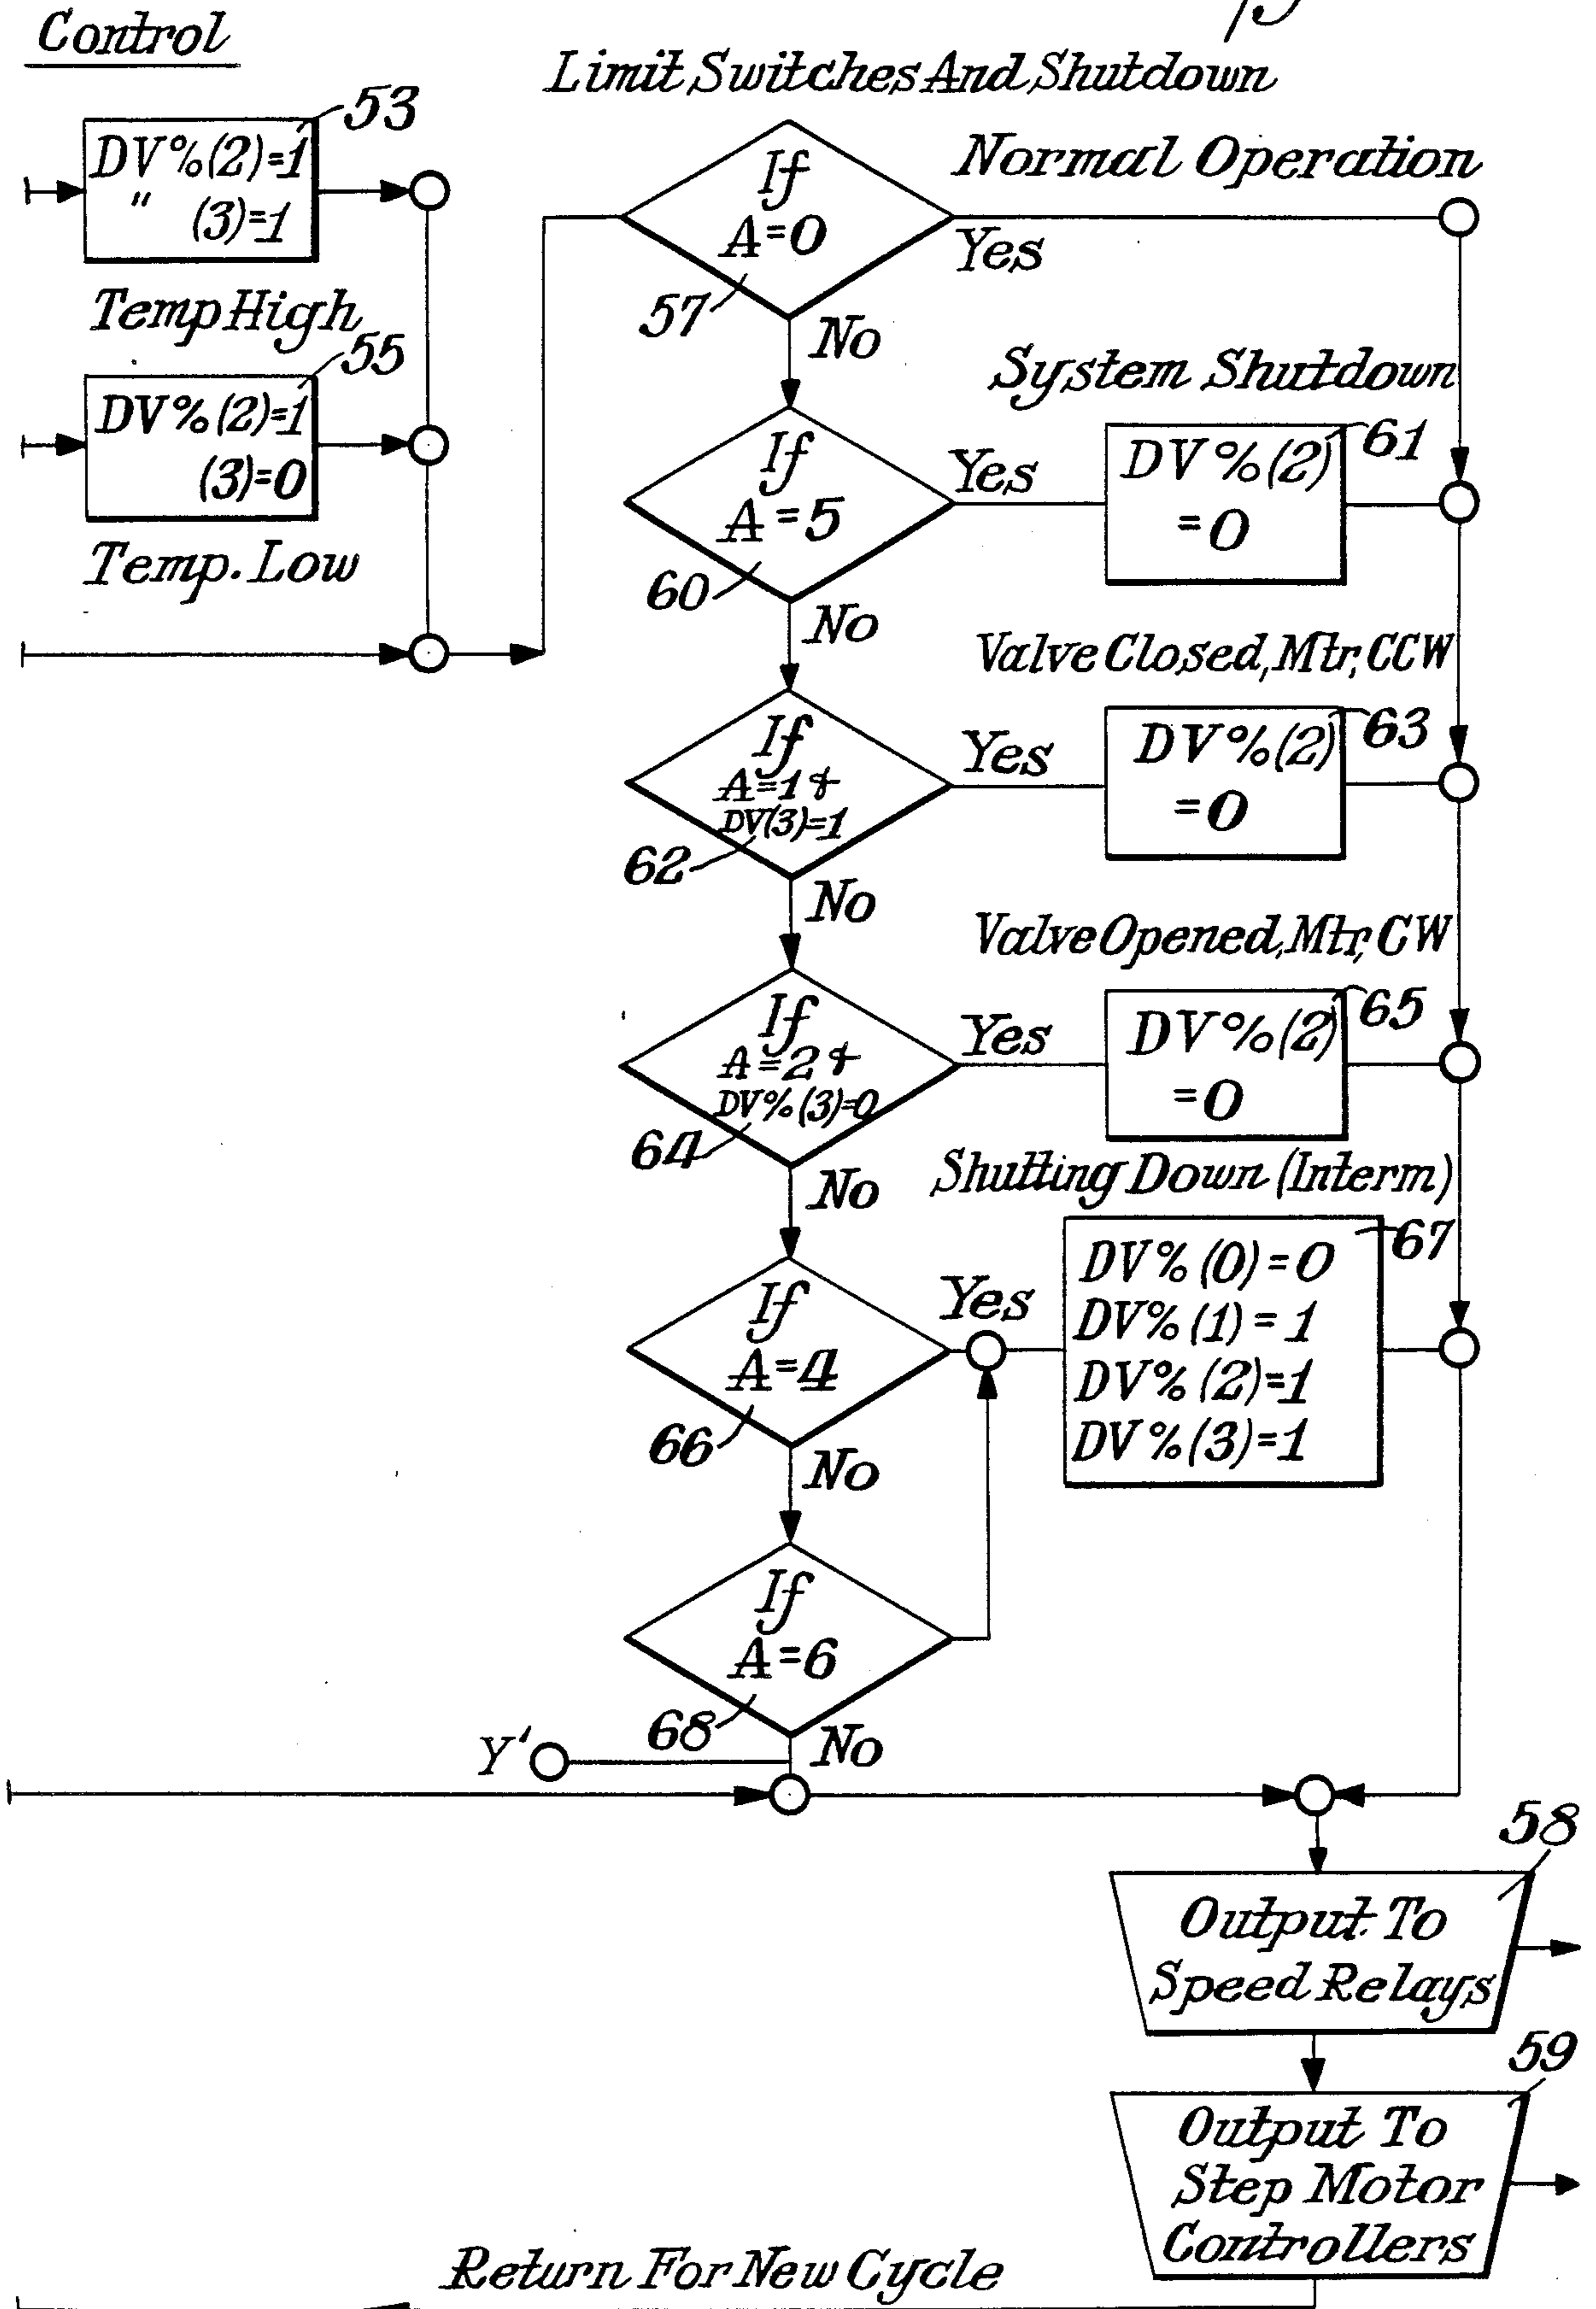 Control
53
DV%(2)=1
" (3)=1
Temp High
55
DV%(2)=1
(3)=0
Temp. Low
Limit Switches And Shutdown
If
A=0
57
Normal Operation
Yes
No
System Shutdown
If
A=5
60
Yes
DV%(2)
=0
61
No
Valve Closed, Mtr, CCW
If
A=1 &
DV(3)=1
62
Yes
DV%(2)
=0
63
No
Valve Opened, Mtr, CW
If
A=2 &
DV%(3)=0
64
Yes
DV%(2)
=0
65
No
Shutting Down (Interm)
If
A=4
66
Yes
DV%(0)=0
DV%(1)=1
DV%(2)=1
DV%(3)=1
67
No
If
A=6
68
No
Y'
58
Output To
Speed Relays
59
Output To
Step Motor
Controllers
Return For New Cycle